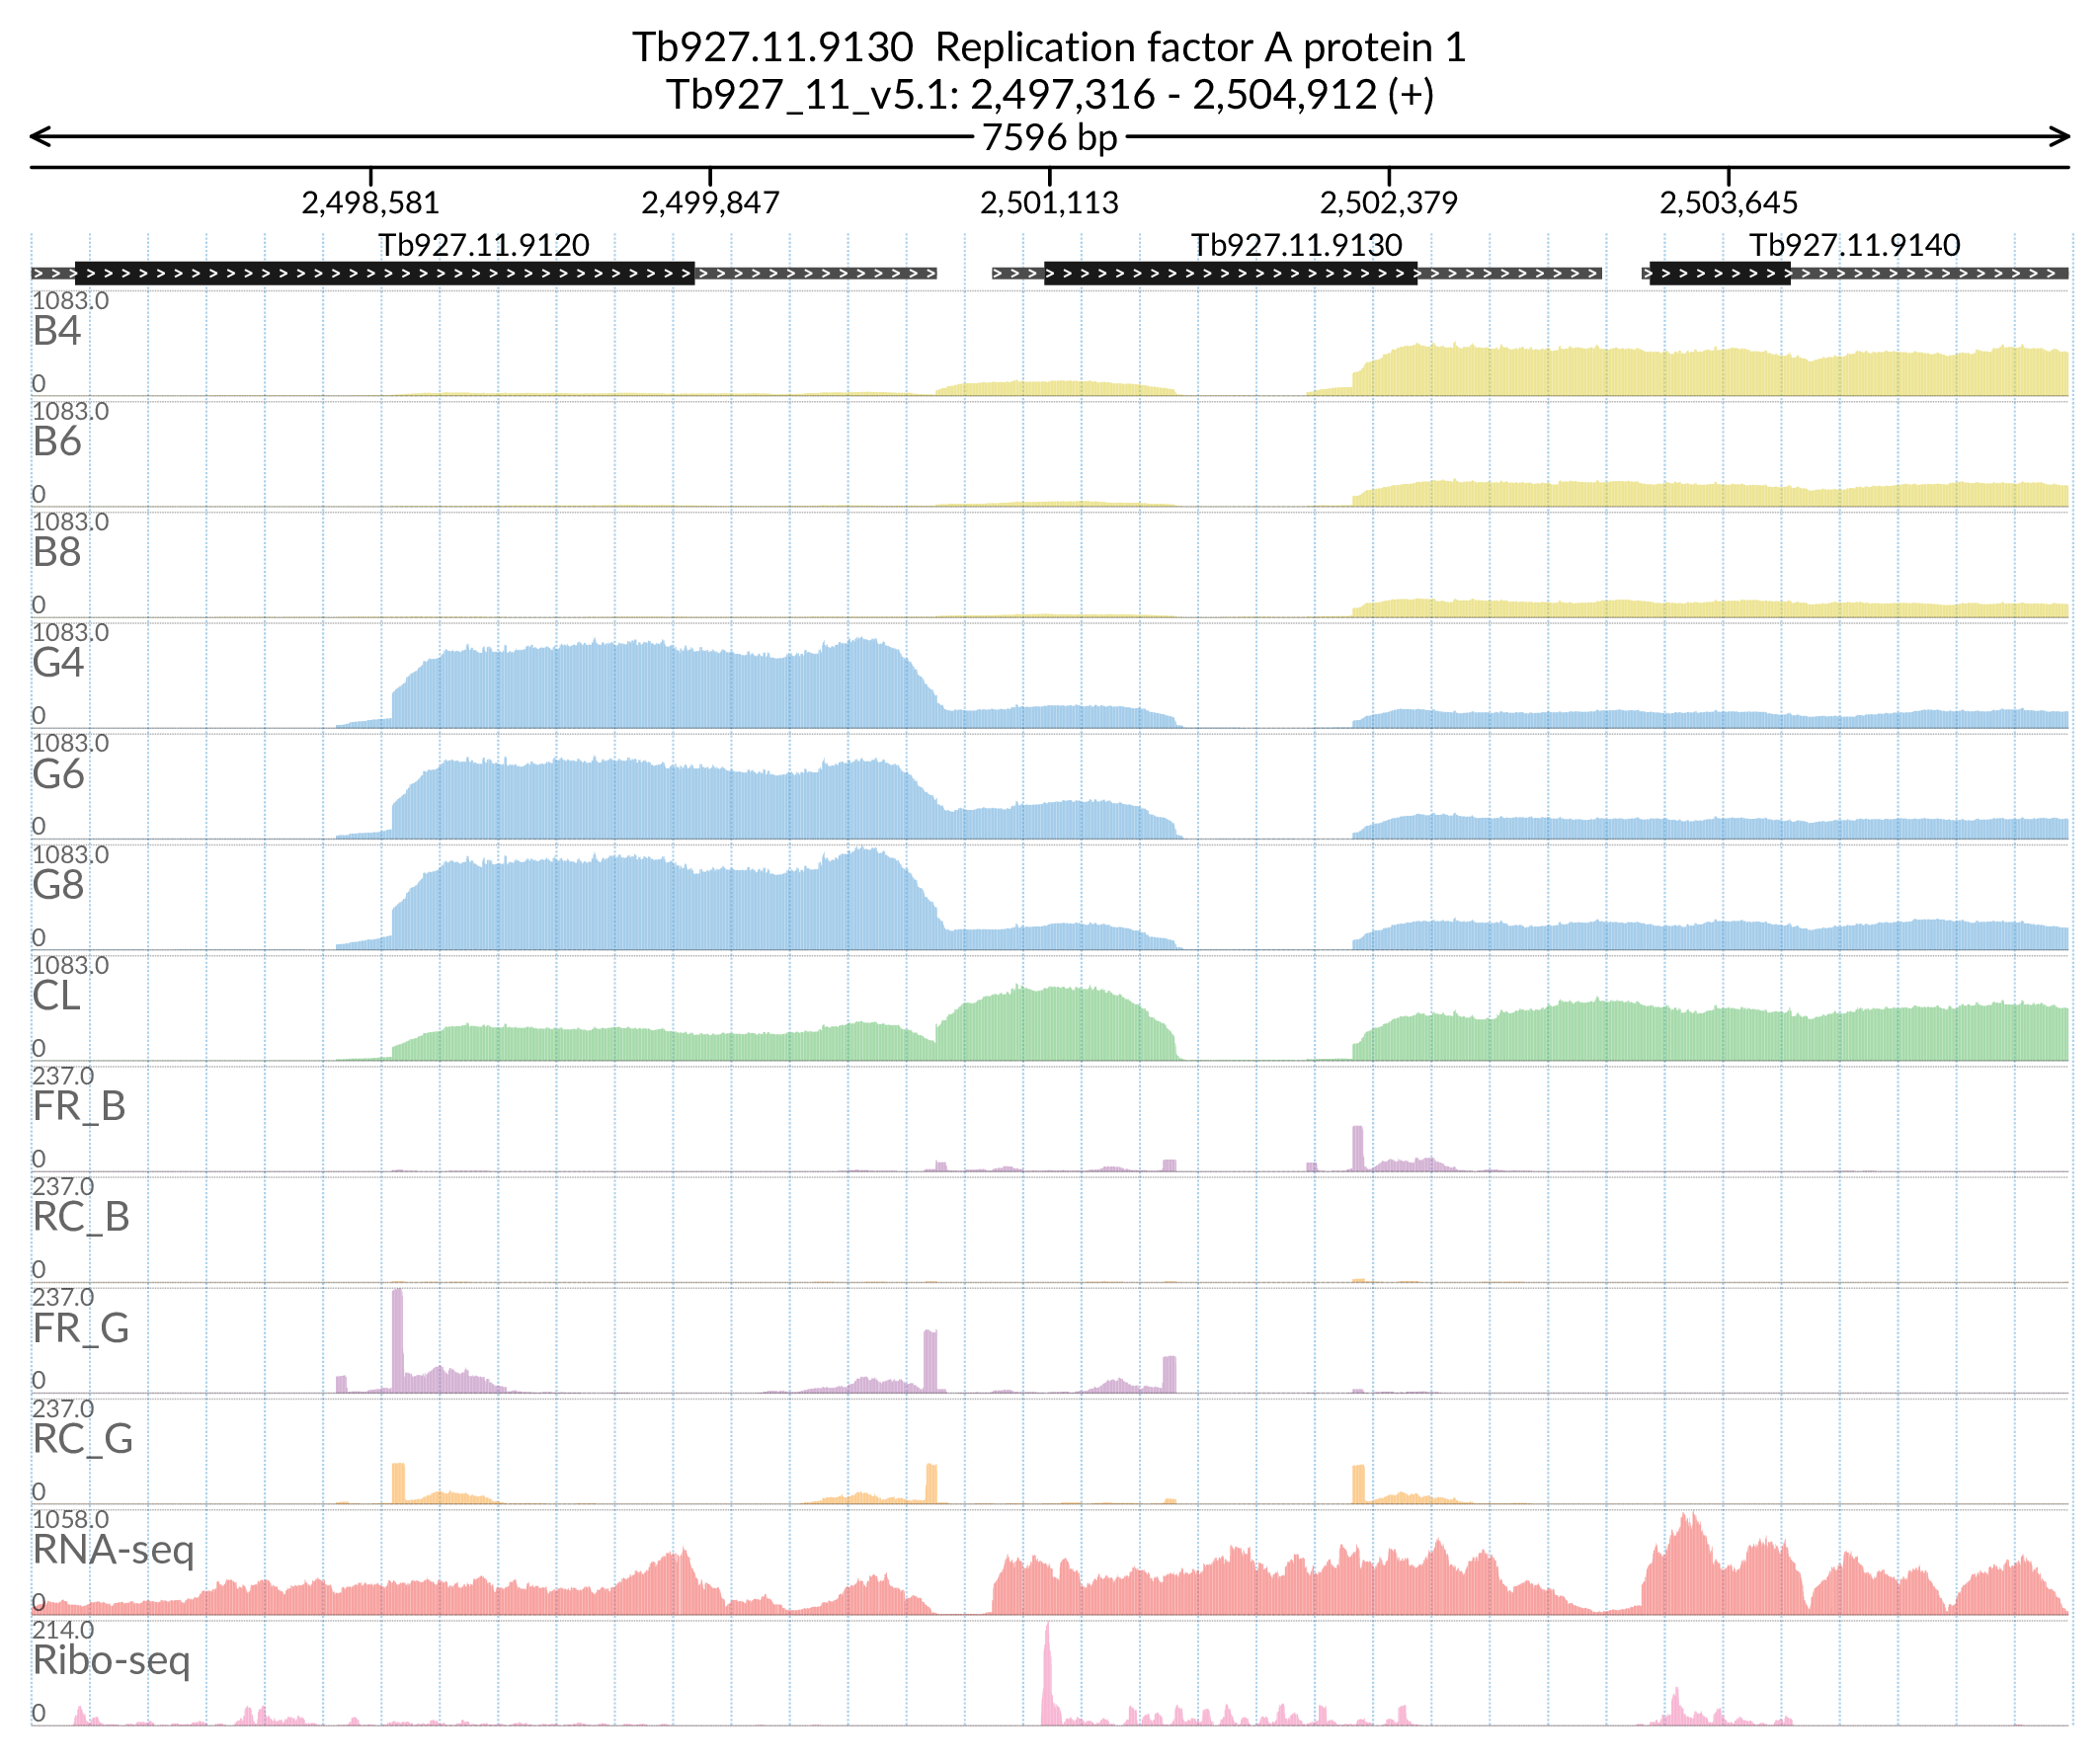 Tb927.11.9130 Replication factor A protein 1
Tb927_11_v5.1: 2,497,316 - 2,504,912 (+)
7596 bp
2,498,581 2,499,847 2,501,113 2,502,379 2,503,645
Tb927.11.9120 Tb927.11.9130 Tb927.11.9140
1083.0
B4
0
1083.0
B6
0
1083.0
B8
0
1083.0
G4
0
1083.0
G6
0
1083.0
G8
0
1083.0
CL
0
237.0
FR_B
0
237.0
RC_B
0
237.0
FR_G
0
237.0
RC_G
0
1058.0
RNA-seq
0
214.0
Ribo-seq
0